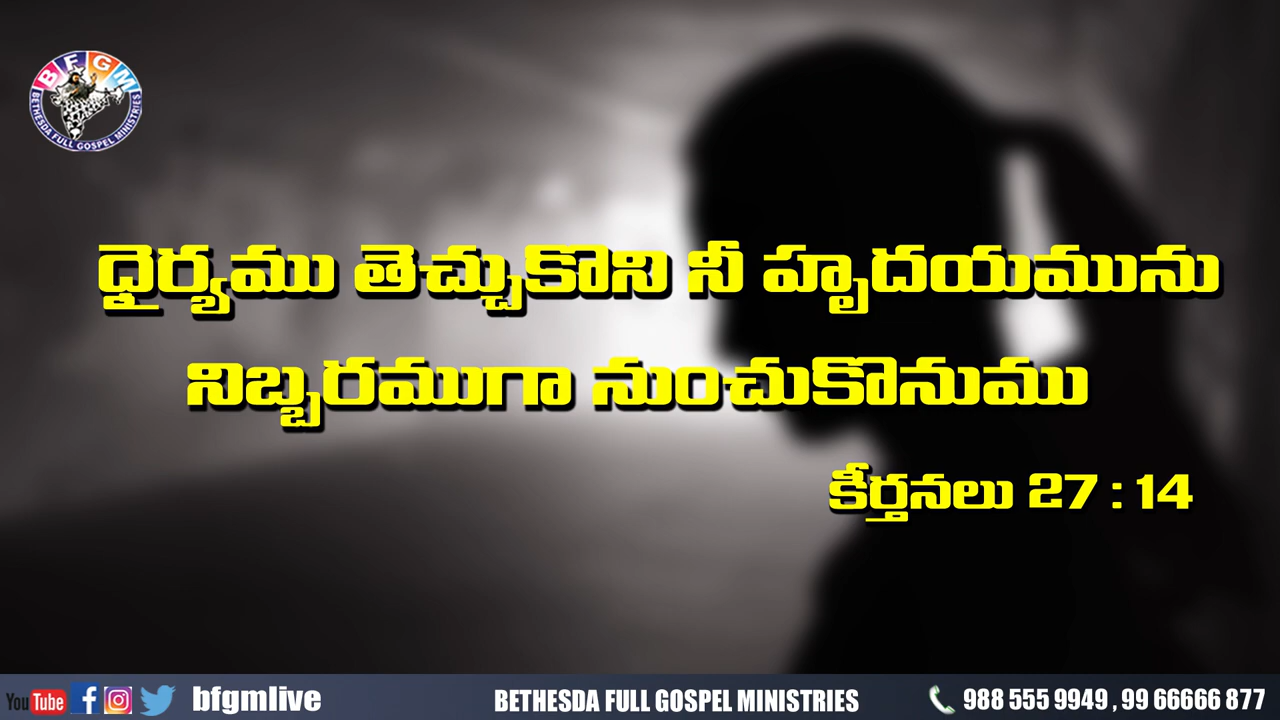 BFGM
BETHESDA FULL GOSPEL MINISTRIES
ధైర్యము తెచ్చుకొని నీ హృదయమును
నిబ్బరముగా నుంచుకొనుము
కీర్తనలు 27 : 14
YouTube bfgmlive BETHESDA FULL GOSPEL MINISTRIES 988 555 9949 , 99 66666 877